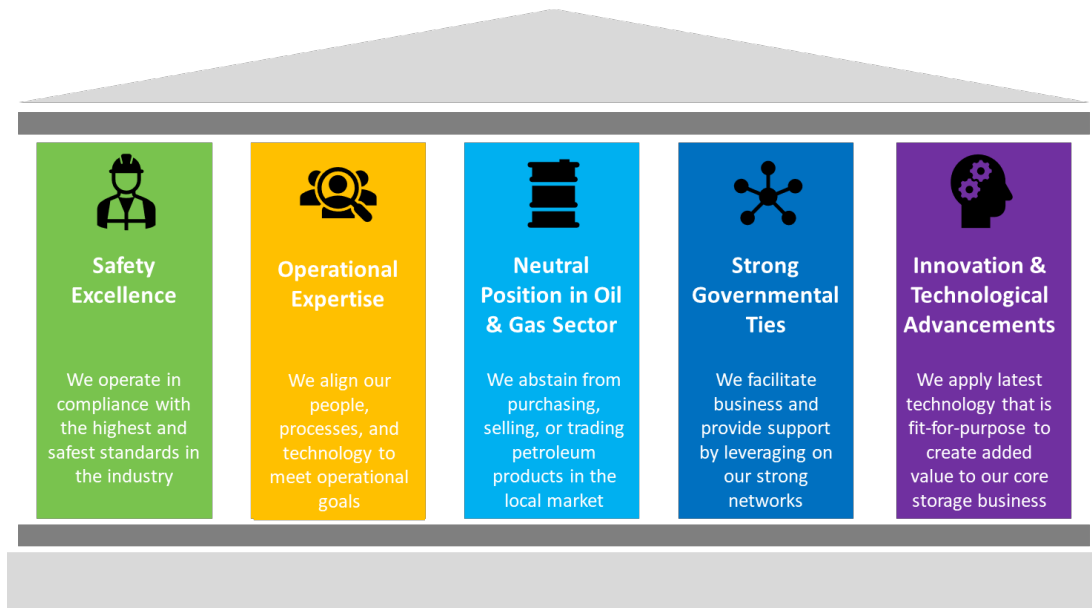 Safety
Excellence
We operate in
compliance with
the highest and
safest standards in
the industry
Operational
Expertise
We align our
people,
processes, and
technology to
meet operational
goals
Neutral
Position in Oil
& Gas Sector
We abstain from
purchasing,
selling, or trading
petroleum
products in the
local market
Strong
Governmental
Ties
We facilitate
business and
provide support
by leveraging on
our strong
networks
Innovation &
Technological
Advancements
We apply latest
technology that is
fit-for-purpose to
create added
value to our core
storage business